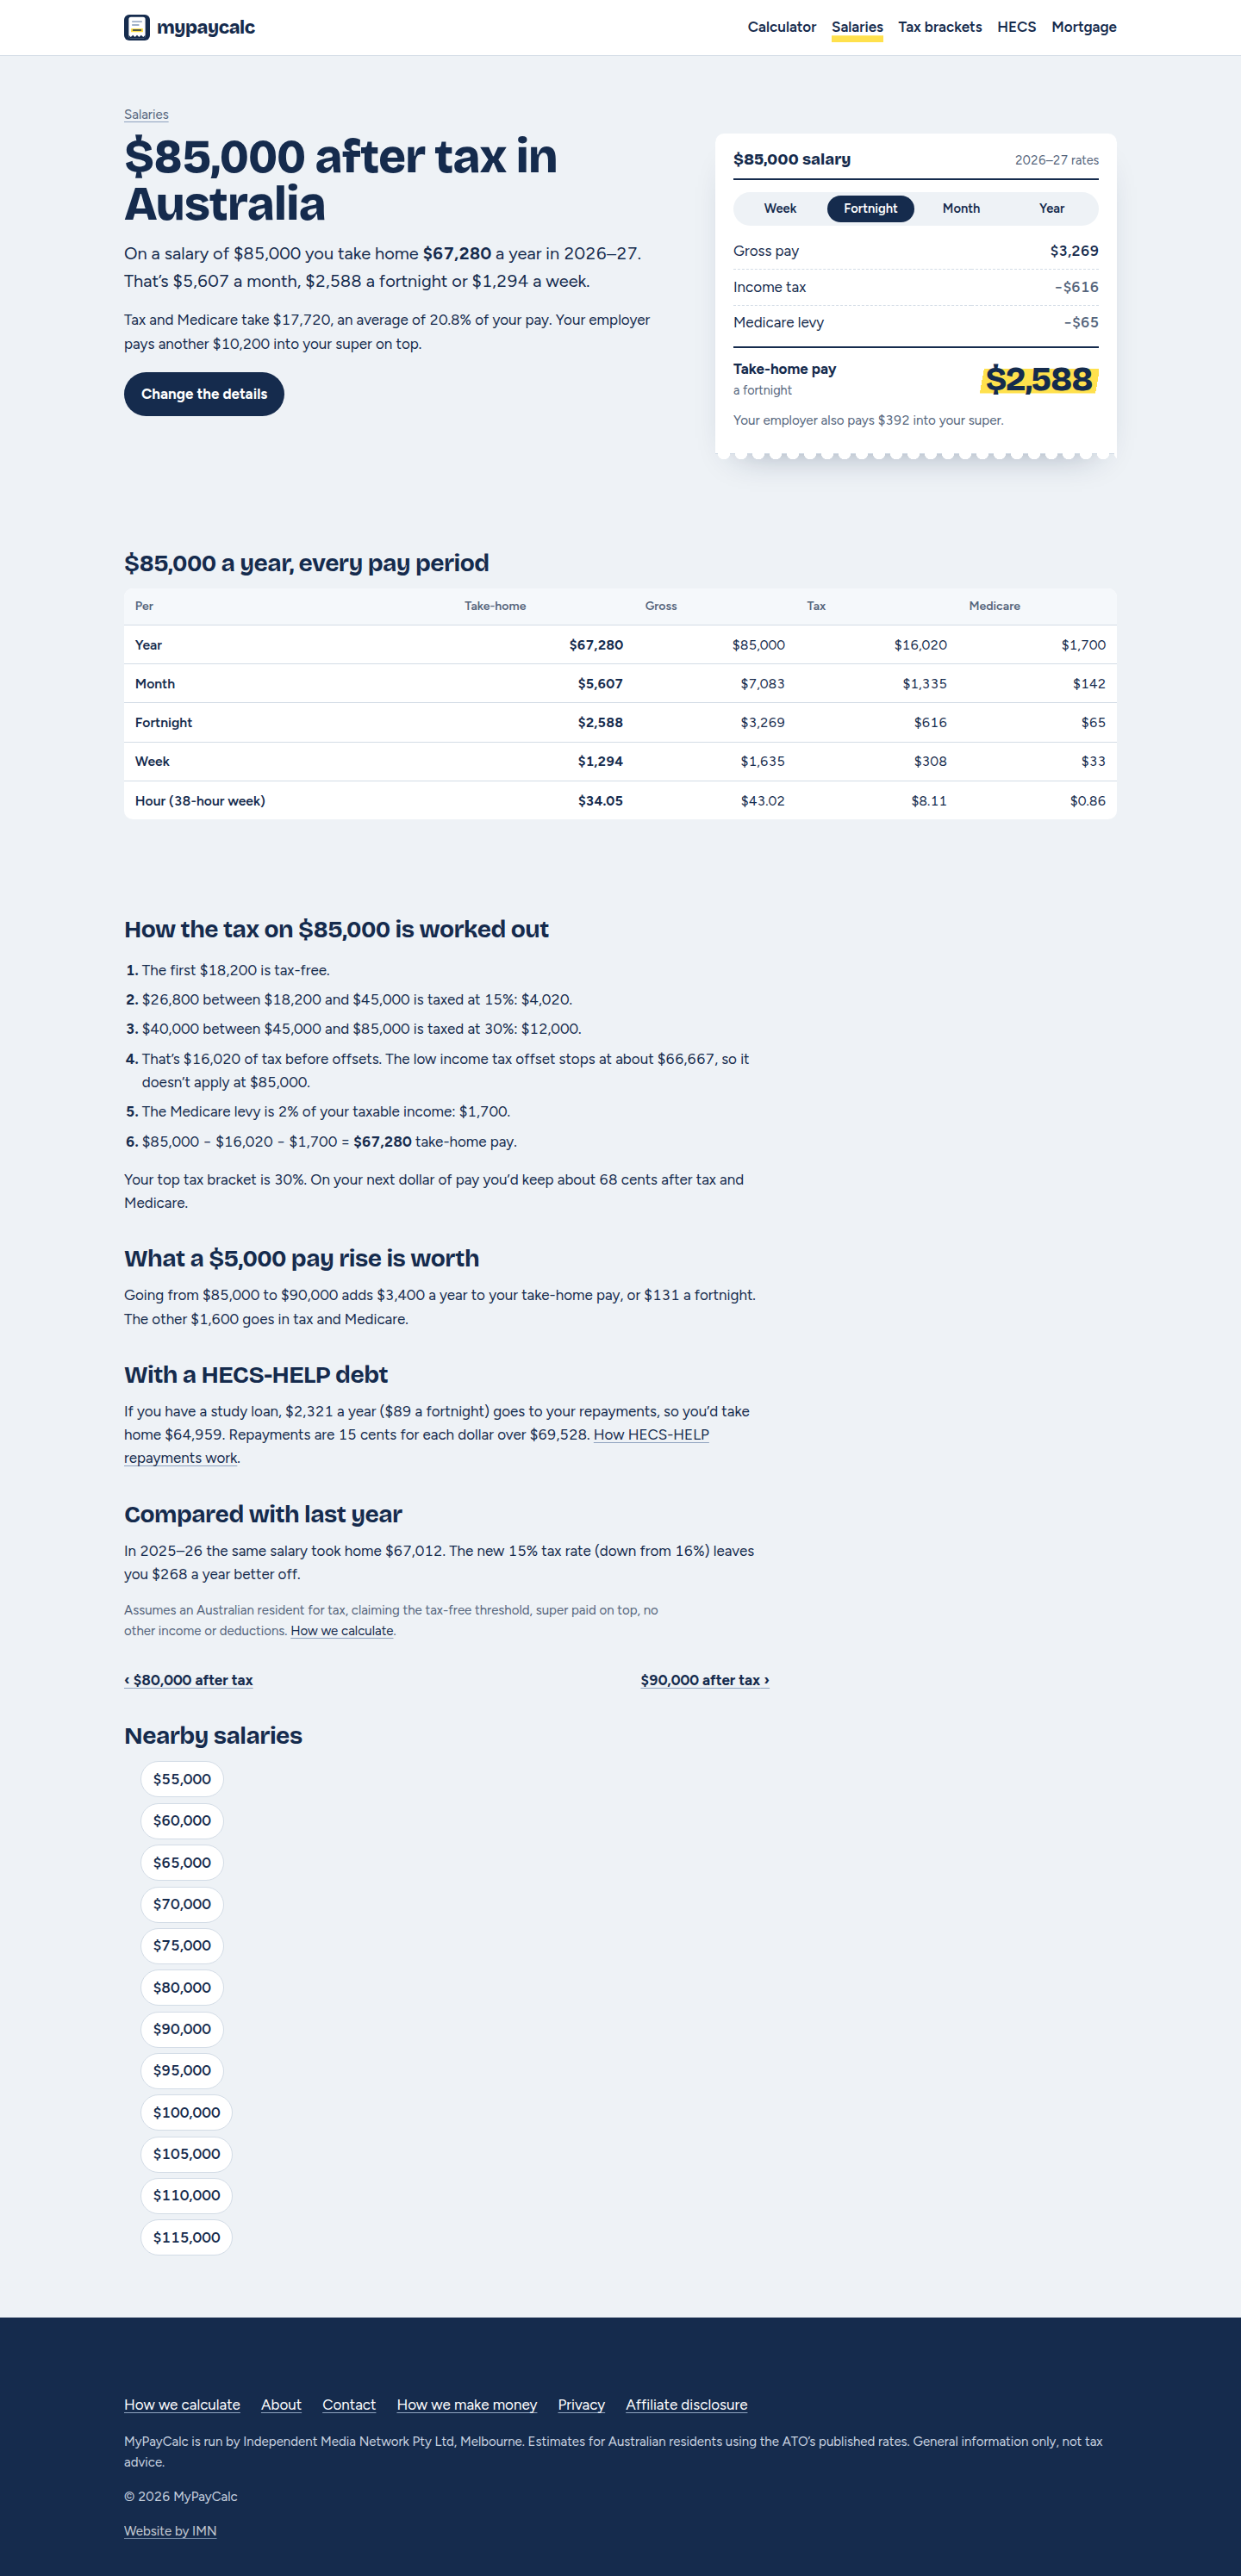 mypaycalc
Calculator Salaries Tax brackets HECS Mortgage
Salaries
$85,000 after tax in
Australia
On a salary of $85,000 you take home $67,280 a year in 2026–27.
That’s $5,607 a month, $2,588 a fortnight or $1,294 a week.
Tax and Medicare take $17,720, an average of 20.8% of your pay. Your employer
pays another $10,200 into your super on top.
Change the details
$85,000 salary 2026–27 rates
Week Fortnight Month Year
Gross pay $3,269
Income tax −$616
Medicare levy −$65
Take-home pay $2,588
a fortnight
Your employer also pays $392 into your super.
$85,000 a year, every pay period
Per Take-home Gross Tax Medicare
Year $67,280 $85,000 $16,020 $1,700
Month $5,607 $7,083 $1,335 $142
Fortnight $2,588 $3,269 $616 $65
Week $1,294 $1,635 $308 $33
Hour (38-hour week) $34.05 $43.02 $8.11 $0.86
How the tax on $85,000 is worked out
1. The first $18,200 is tax-free.
2. $26,800 between $18,200 and $45,000 is taxed at 15%: $4,020.
3. $40,000 between $45,000 and $85,000 is taxed at 30%: $12,000.
4. That’s $16,020 of tax before offsets. The low income tax offset stops at about $66,667, so it
doesn’t apply at $85,000.
5. The Medicare levy is 2% of your taxable income: $1,700.
6. $85,000 − $16,020 − $1,700 = $67,280 take-home pay.
Your top tax bracket is 30%. On your next dollar of pay you’d keep about 68 cents after tax and
Medicare.
What a $5,000 pay rise is worth
Going from $85,000 to $90,000 adds $3,400 a year to your take-home pay, or $131 a fortnight.
The other $1,600 goes in tax and Medicare.
With a HECS-HELP debt
If you have a study loan, $2,321 a year ($89 a fortnight) goes to your repayments, so you’d take
home $64,959. Repayments are 15 cents for each dollar over $69,528. How HECS-HELP
repayments work.
Compared with last year
In 2025–26 the same salary took home $67,012. The new 15% tax rate (down from 16%) leaves
you $268 a year better off.
Assumes an Australian resident for tax, claiming the tax-free threshold, super paid on top, no
other income or deductions. How we calculate.
‹ $80,000 after tax $90,000 after tax ›
Nearby salaries
$55,000
$60,000
$65,000
$70,000
$75,000
$80,000
$90,000
$95,000
$100,000
$105,000
$110,000
$115,000
How we calculate About Contact How we make money Privacy Affiliate disclosure
MyPayCalc is run by Independent Media Network Pty Ltd, Melbourne. Estimates for Australian residents using the ATO’s published rates. General information only, not tax
advice.
© 2026 MyPayCalc
Website by IMN